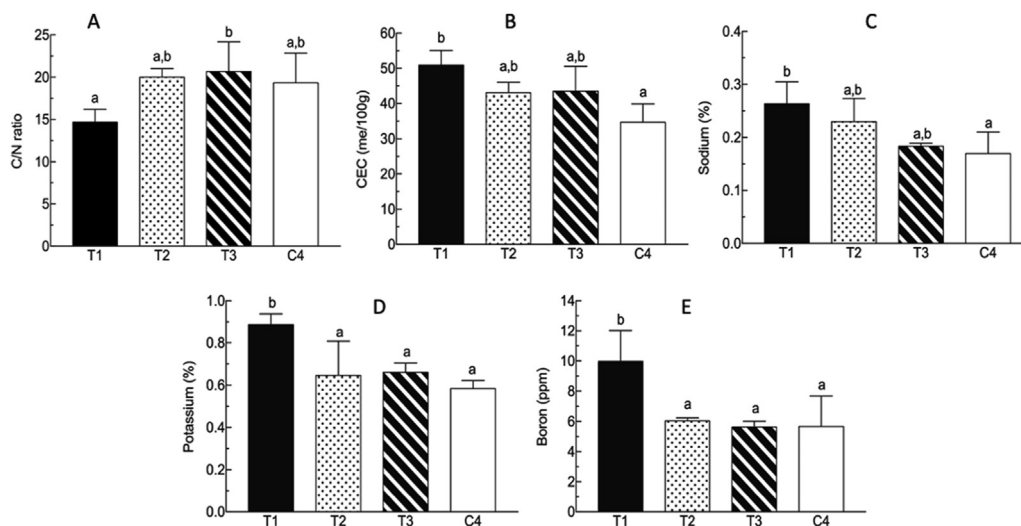 A
C/N ratio
25
20
15
10
5
0
a
a,b
b
a,b
T1
T2
T3
C4
B
CEC (me/100g)
60
50
40
30
20
10
0
b
a,b
a,b
a
T1
T2
T3
C4
C
Sodium (%)
0.4
0.3
0.2
0.1
0.0
b
a,b
a,b
a
T1
T2
T3
C4
D
Potassium (%)
1.0
0.8
0.6
0.4
0.2
0.0
b
a
a
a
T1
T2
T3
C4
E
Boron (ppm)
14
12
10
8
6
4
2
0
b
a
a
a
T1
T2
T3
C4